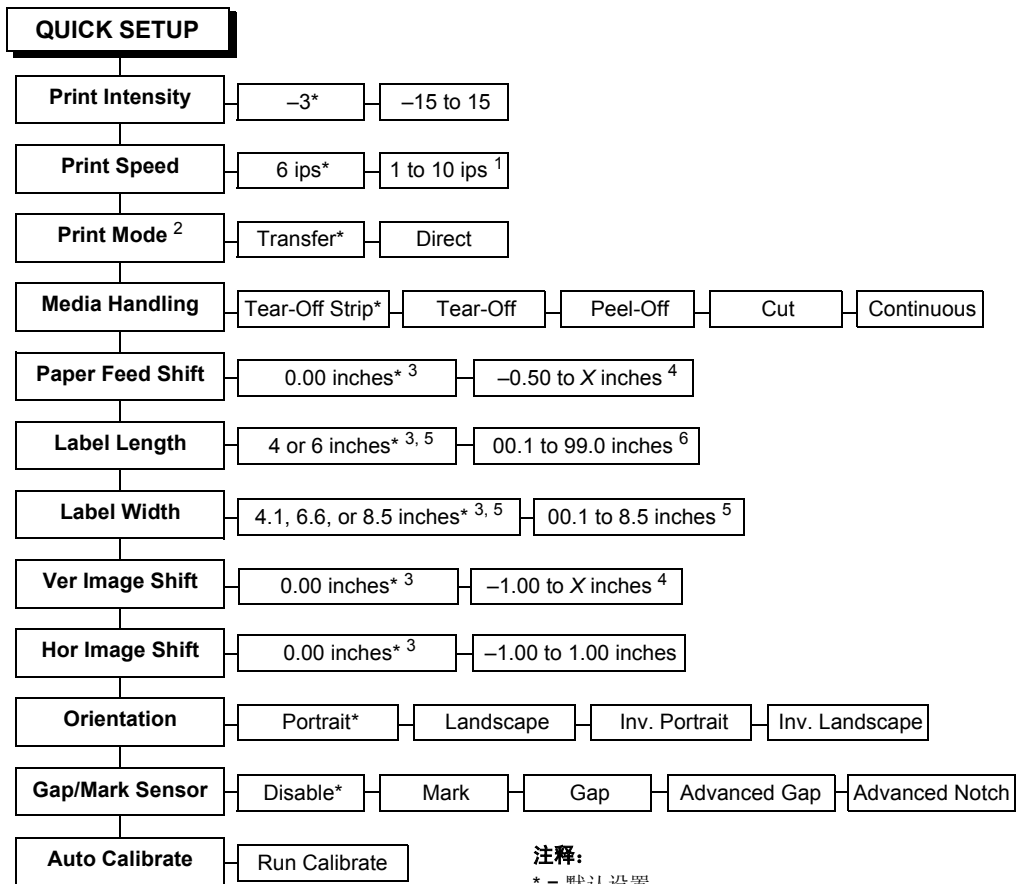 QUICK SETUP
Print Intensity –3* –15 to 15
Print Speed 6 ips* 1 to 10 ips 1
Print Mode 2 Transfer* Direct
Media Handling Tear-Off Strip* Tear-Off Peel-Off Cut Continuous
Paper Feed Shift 0.00 inches* 3 –0.50 to X inches 4
Label Length 4 or 6 inches* 3, 5 00.1 to 99.0 inches 6
Label Width 4.1, 6.6, or 8.5 inches* 3, 5 00.1 to 8.5 inches 5
Ver Image Shift 0.00 inches* 3 –1.00 to X inches 4
Hor Image Shift 0.00 inches* 3 –1.00 to 1.00 inches
Orientation Portrait* Landscape Inv. Portrait Inv. Landscape
Gap/Mark Sensor Disable* Mark Gap Advanced Gap Advanced Notch
Auto Calibrate Run Calibrate
注释:
* = 默认设置